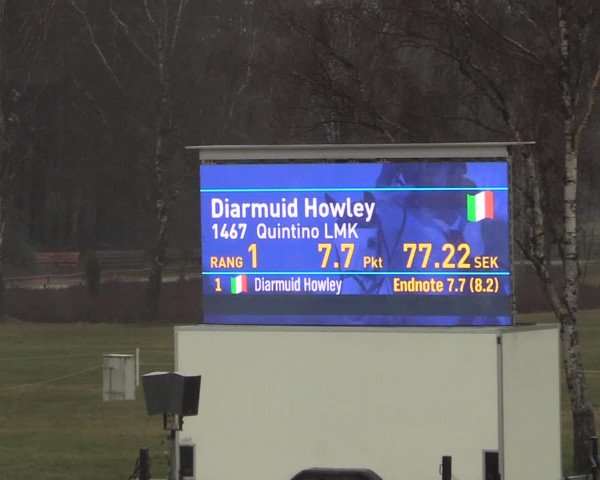 Diarmuid Howley
1467 Quintino LMK
RANG 1 7.7 Pkt 77.22 SEK
1 Diarmuid Howley Endnote 7.7 (8.2)